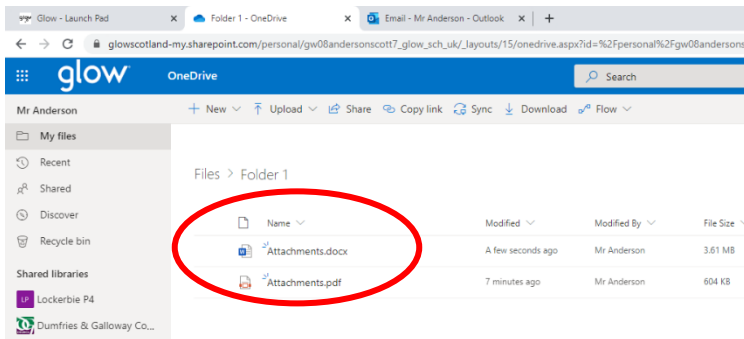 Glow - Launch Pad
Folder 1 - OneDrive
Email - Mr Anderson - Outlook
glowscotland-my.sharepoint.com/personal/gw08andersonscott7_glow_sch_uk/_layouts/15/onedrive.aspx?id=%2Fpersonal%2Fgw08andersons
glow OneDrive Search
Mr Anderson
New Upload Share Copy link Sync Download Flow
My files
Recent
Shared
Discover
Recycle bin
Shared libraries
LP Lockerbie P4
Dumfries & Galloway Co...
Files > Folder 1
Name Modified Modified By File Size
Attachments.docx A few seconds ago Mr Anderson 3.61 MB
Attachments.pdf 7 minutes ago Mr Anderson 604 KB